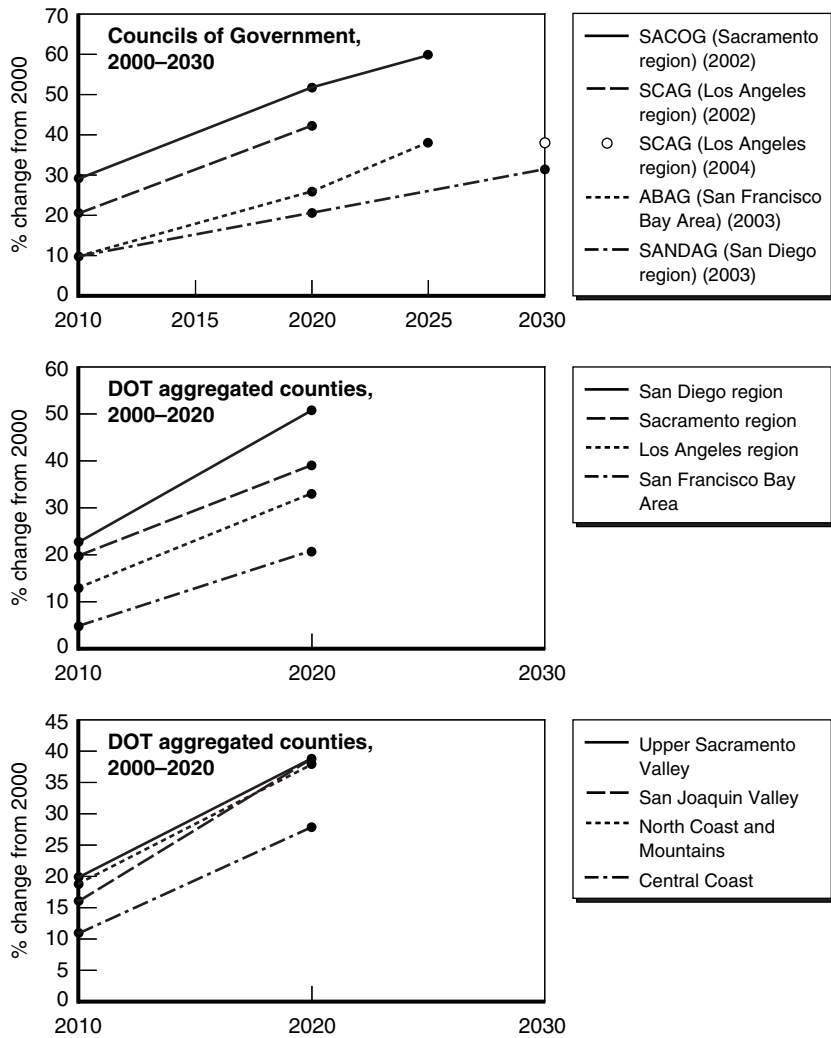 Councils of Government,
2000–2030
% change from 2000
70
60
50
40
30
20
10
0
2010
2015
2020
2025
2030
SACOG (Sacramento
region) (2002)
SCAG (Los Angeles
region) (2002)
SCAG (Los Angeles
region) (2004)
ABAG (San Francisco
Bay Area) (2003)
SANDAG (San Diego
region) (2003)
DOT aggregated counties,
2000–2020
% change from 2000
60
50
40
30
20
10
0
2010
2020
2030
San Diego region
Sacramento region
Los Angeles region
San Francisco Bay
Area
DOT aggregated counties,
2000–2020
% change from 2000
45
40
35
30
25
20
15
10
5
0
2010
2020
2030
Upper Sacramento
Valley
San Joaquin Valley
North Coast and
Mountains
Central Coast